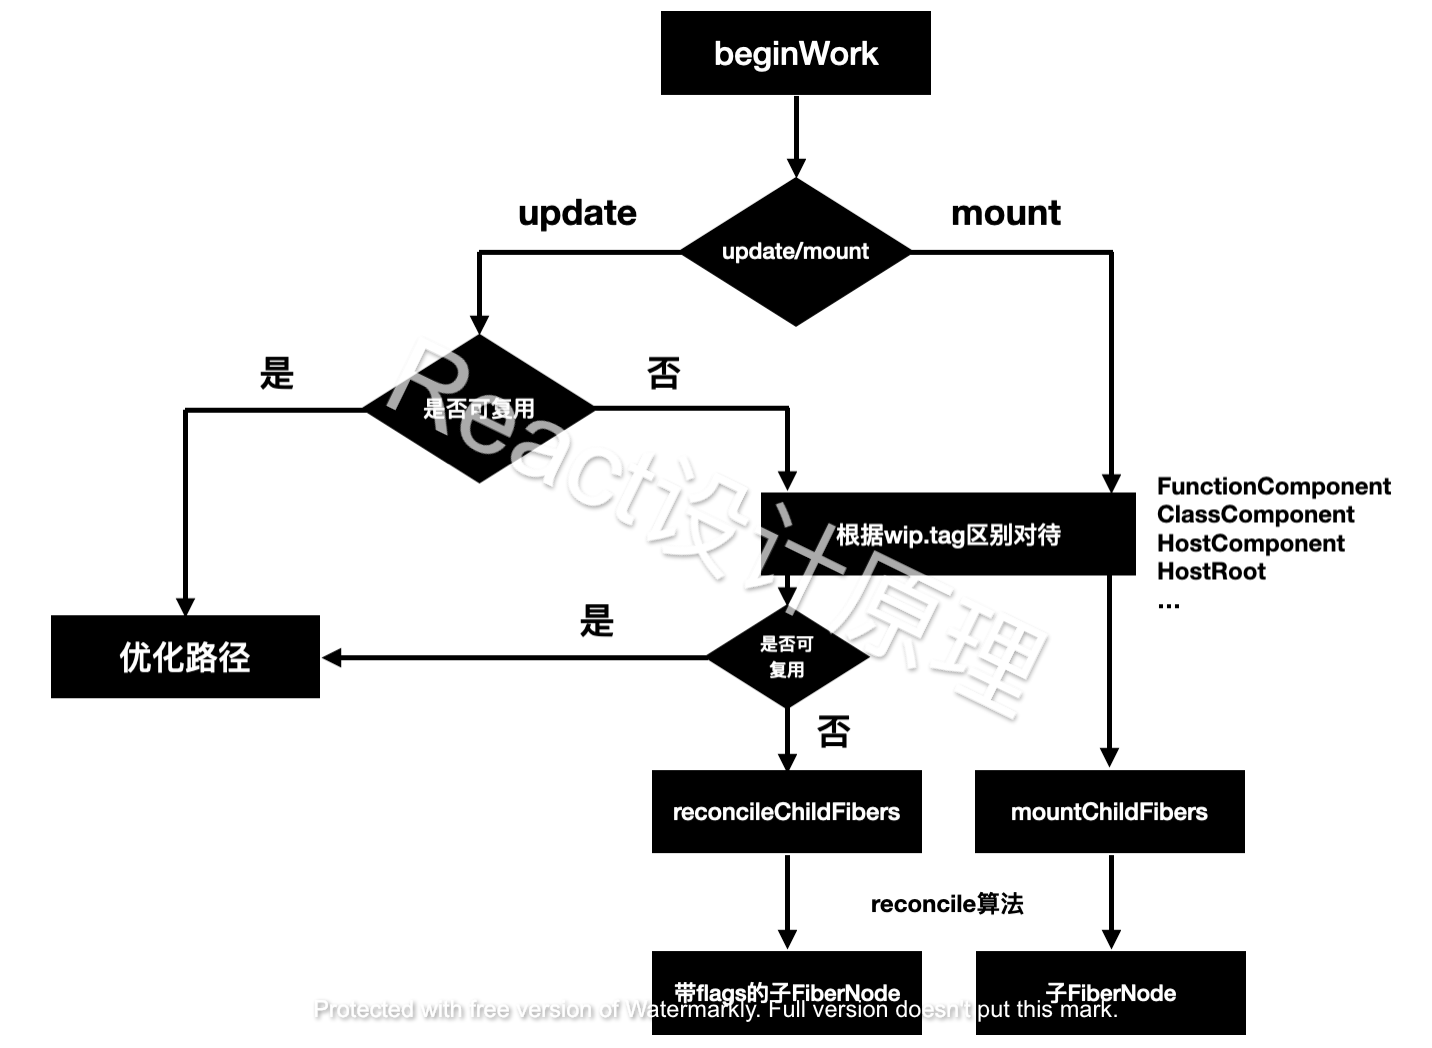 beginWork
update
mount
update/mount
是
否
是否可复用
根据wip.tag区别对待
FunctionComponent
ClassComponent
HostComponent
HostRoot
...
是
是否可
复用
优化路径
否
reconcileChildFibers
mountChildFibers
reconcile算法
带flags的子FiberNode
子FiberNode
React设计原理
Protected with free version of Watermarkly. Full version doesn't put this mark.